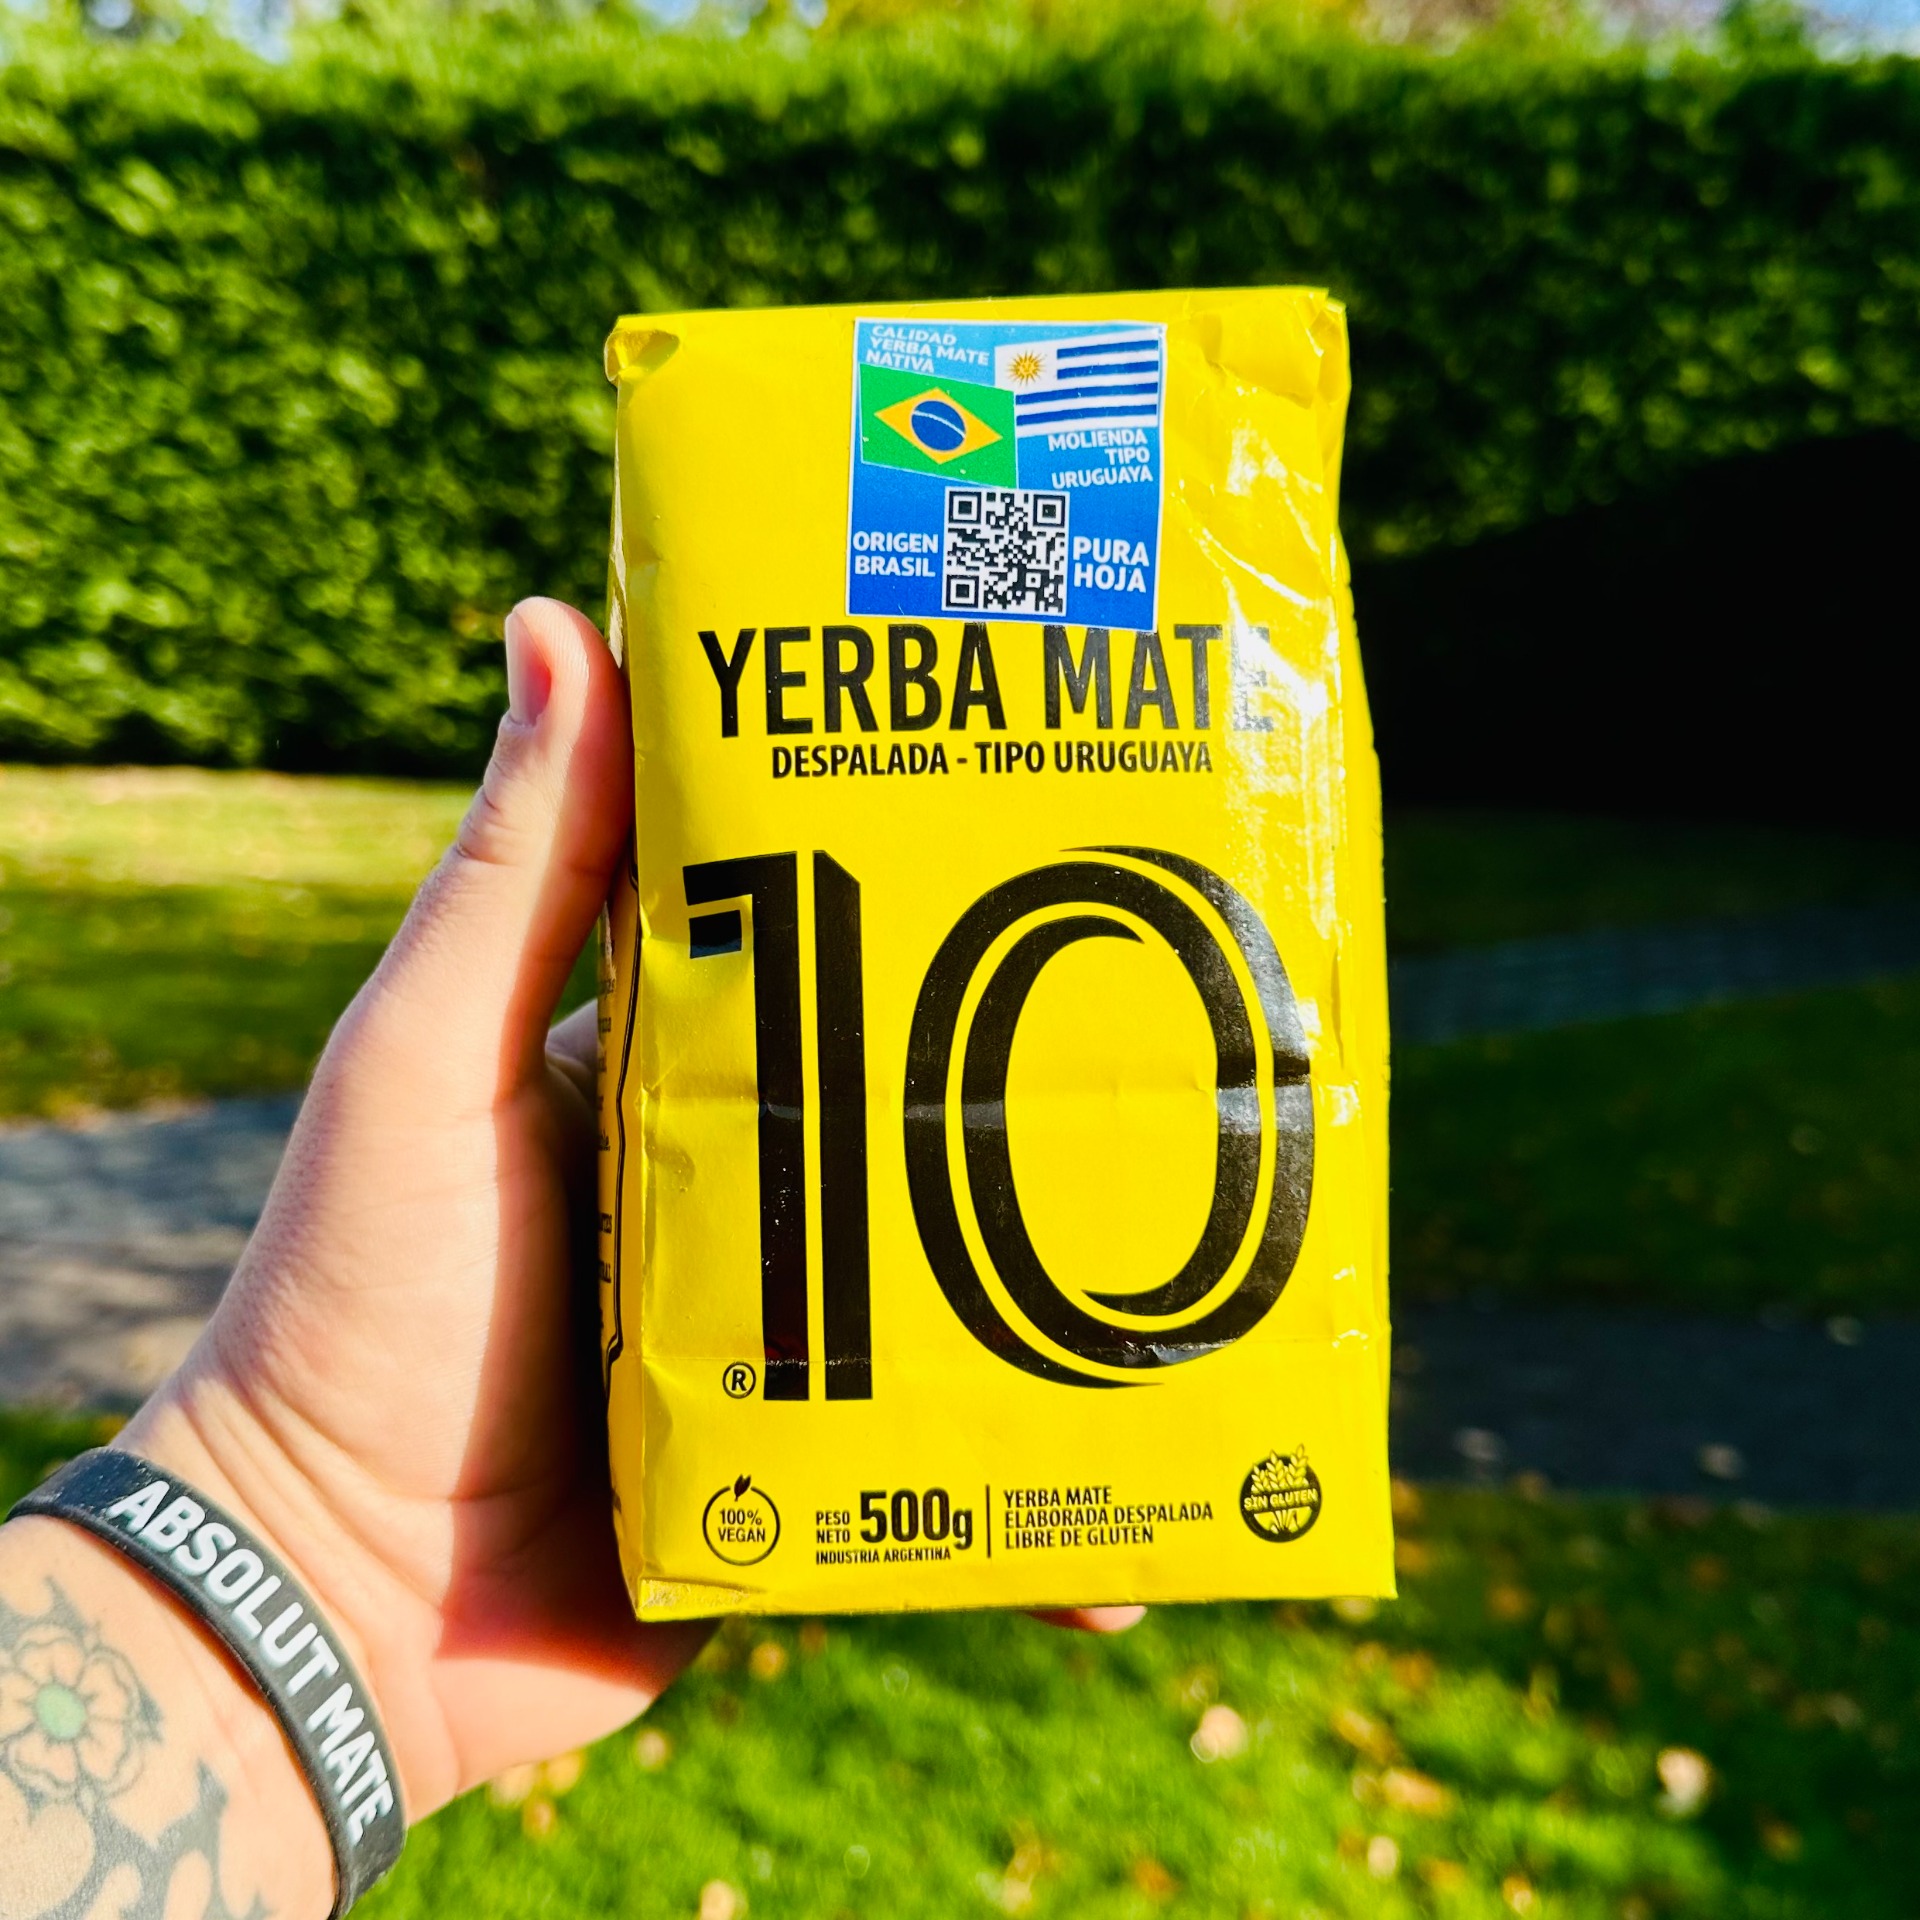 CALIDAD
YERBA MATE
NATIVA
MOLIENDA
TIPO
URUGUAYA
ORIGEN
BRASIL
PURA
HOJA
YERBA MATE
DESPALADA - TIPO URUGUAYA
10
®
100%
VEGAN
PESO
NETO
500g
INDUSTRIA ARGENTINA
YERBA MATE
ELABORADA DESPALADA
LIBRE DE GLUTEN
SIN GLUTEN
ABSOLUT MATE